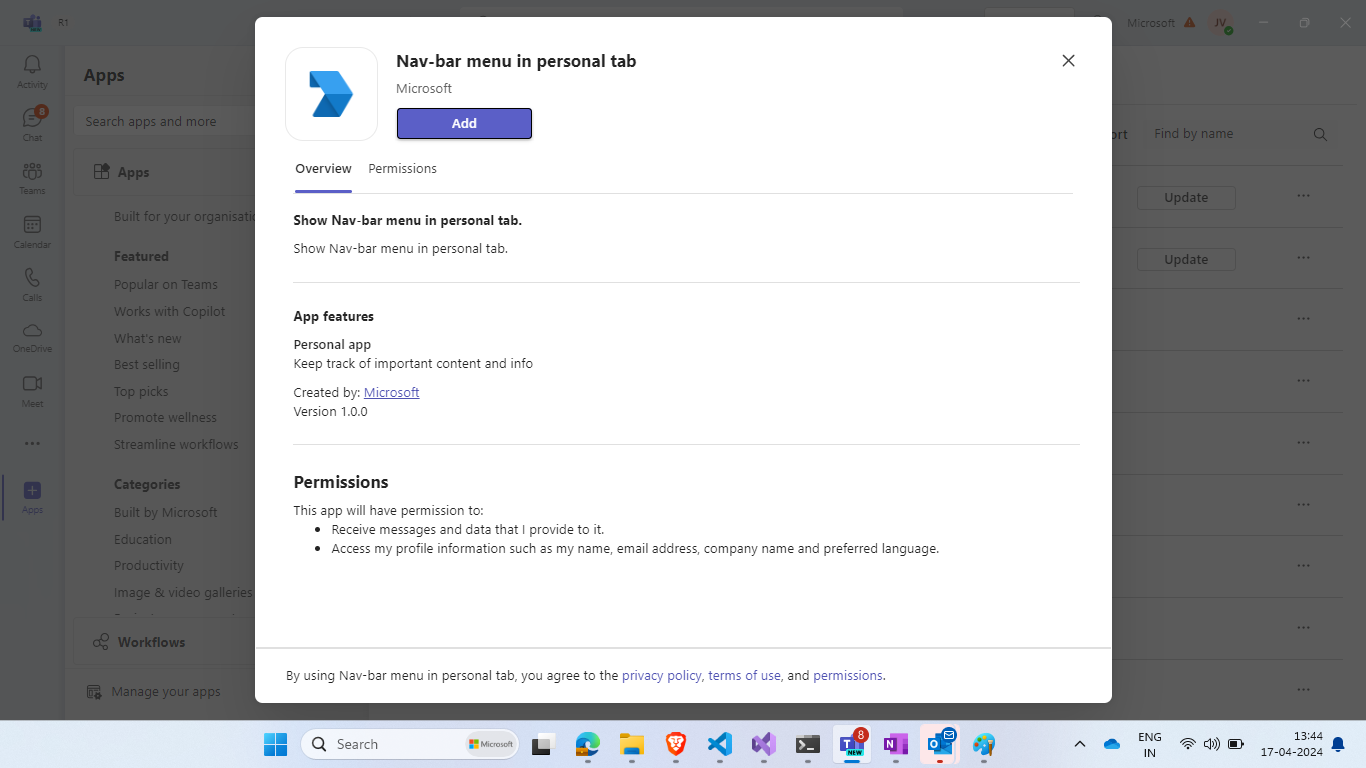 R1
Microsoft
JV
Activity
8
Chat
Teams
Calendar
Calls
OneDrive
Meet
Apps
Apps
Search apps and more
Apps
Built for your organisatio
Featured
Popular on Teams
Works with Copilot
What's new
Best selling
Top picks
Promote wellness
Streamline workflows
Categories
Built by Microsoft
Education
Productivity
Image & video galleries
Workflows
Manage your apps
Nav-bar menu in personal tab
Microsoft
Add
Overview Permissions
Show Nav-bar menu in personal tab.
Show Nav-bar menu in personal tab.
App features
Personal app
Keep track of important content and info
Created by: Microsoft
Version 1.0.0
Permissions
This app will have permission to:
• Receive messages and data that I provide to it.
• Access my profile information such as my name, email address, company name and preferred language.
By using Nav-bar menu in personal tab, you agree to the privacy policy, terms of use, and permissions.
ort
Find by name
Update
Update
Search
Microsoft
8
NEW
ENG
IN
13:44
17-04-2024